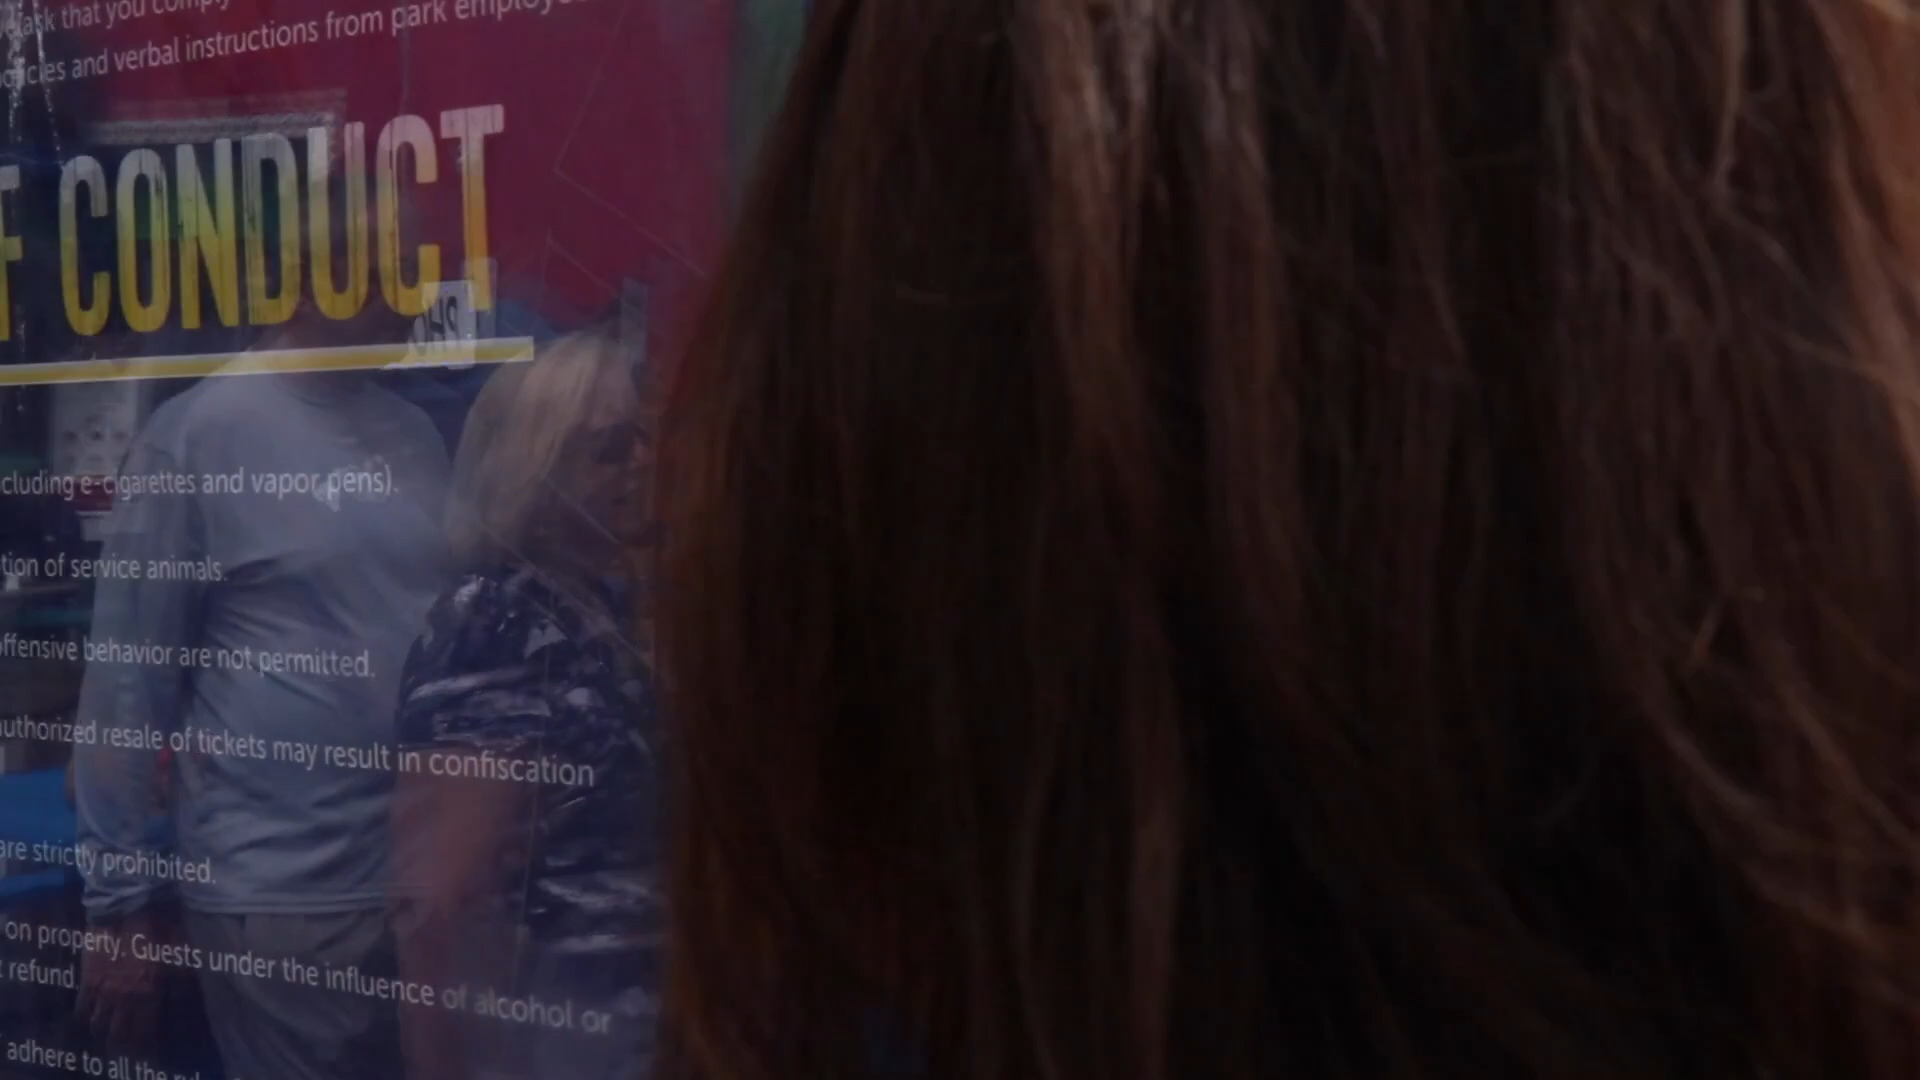 ask that you comply
policies and verbal instructions from park employees
F CONDUCT
cluding e-cigarettes and vapor pens).
tion of service animals.
offensive behavior are not permitted.
authorized resale of tickets may result in confiscation
are strictly prohibited.
on property. Guests under the influence of alcohol or
refund.
adhere to all the